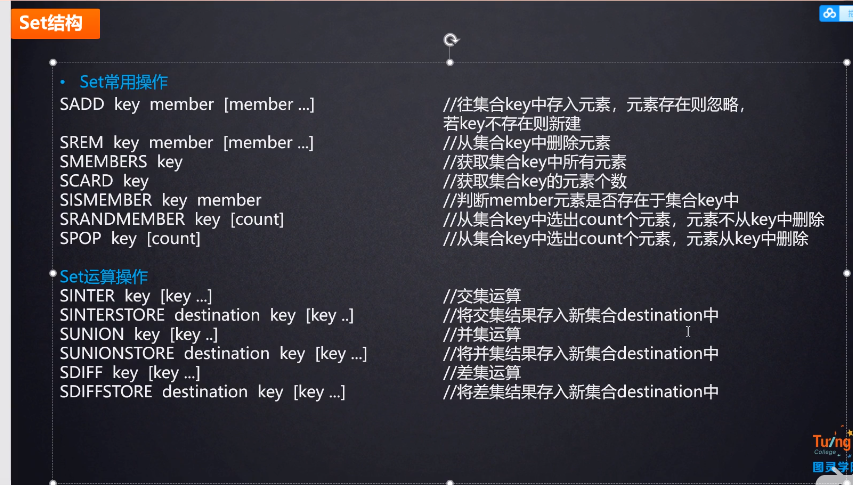 Set结构
• Set常用操作
SADD key member [member ...] //往集合key中存入元素，元素存在则忽略，
若key不存在则新建
SREM key member [member ...] //从集合key中删除元素
SMEMBERS key //获取集合key中所有元素
SCARD key //获取集合key的元素个数
SISMEMBER key member //判断member元素是否存在于集合key中
SRANDMEMBER key [count] //从集合key中选出count个元素，元素不从key中删除
SPOP key [count] //从集合key中选出count个元素，元素从key中删除
Set运算操作
SINTER key [key ...] //交集运算
SINTERSTORE destination key [key ..] //将交集结果存入新集合destination中
SUNION key [key ..] //并集运算
SUNIONSTORE destination key [key ...] //将并集结果存入新集合destination中
SDIFF key [key ...] //差集运算
SDIFFSTORE destination key [key ...] //将差集结果存入新集合destination中
Turing
College
图灵学